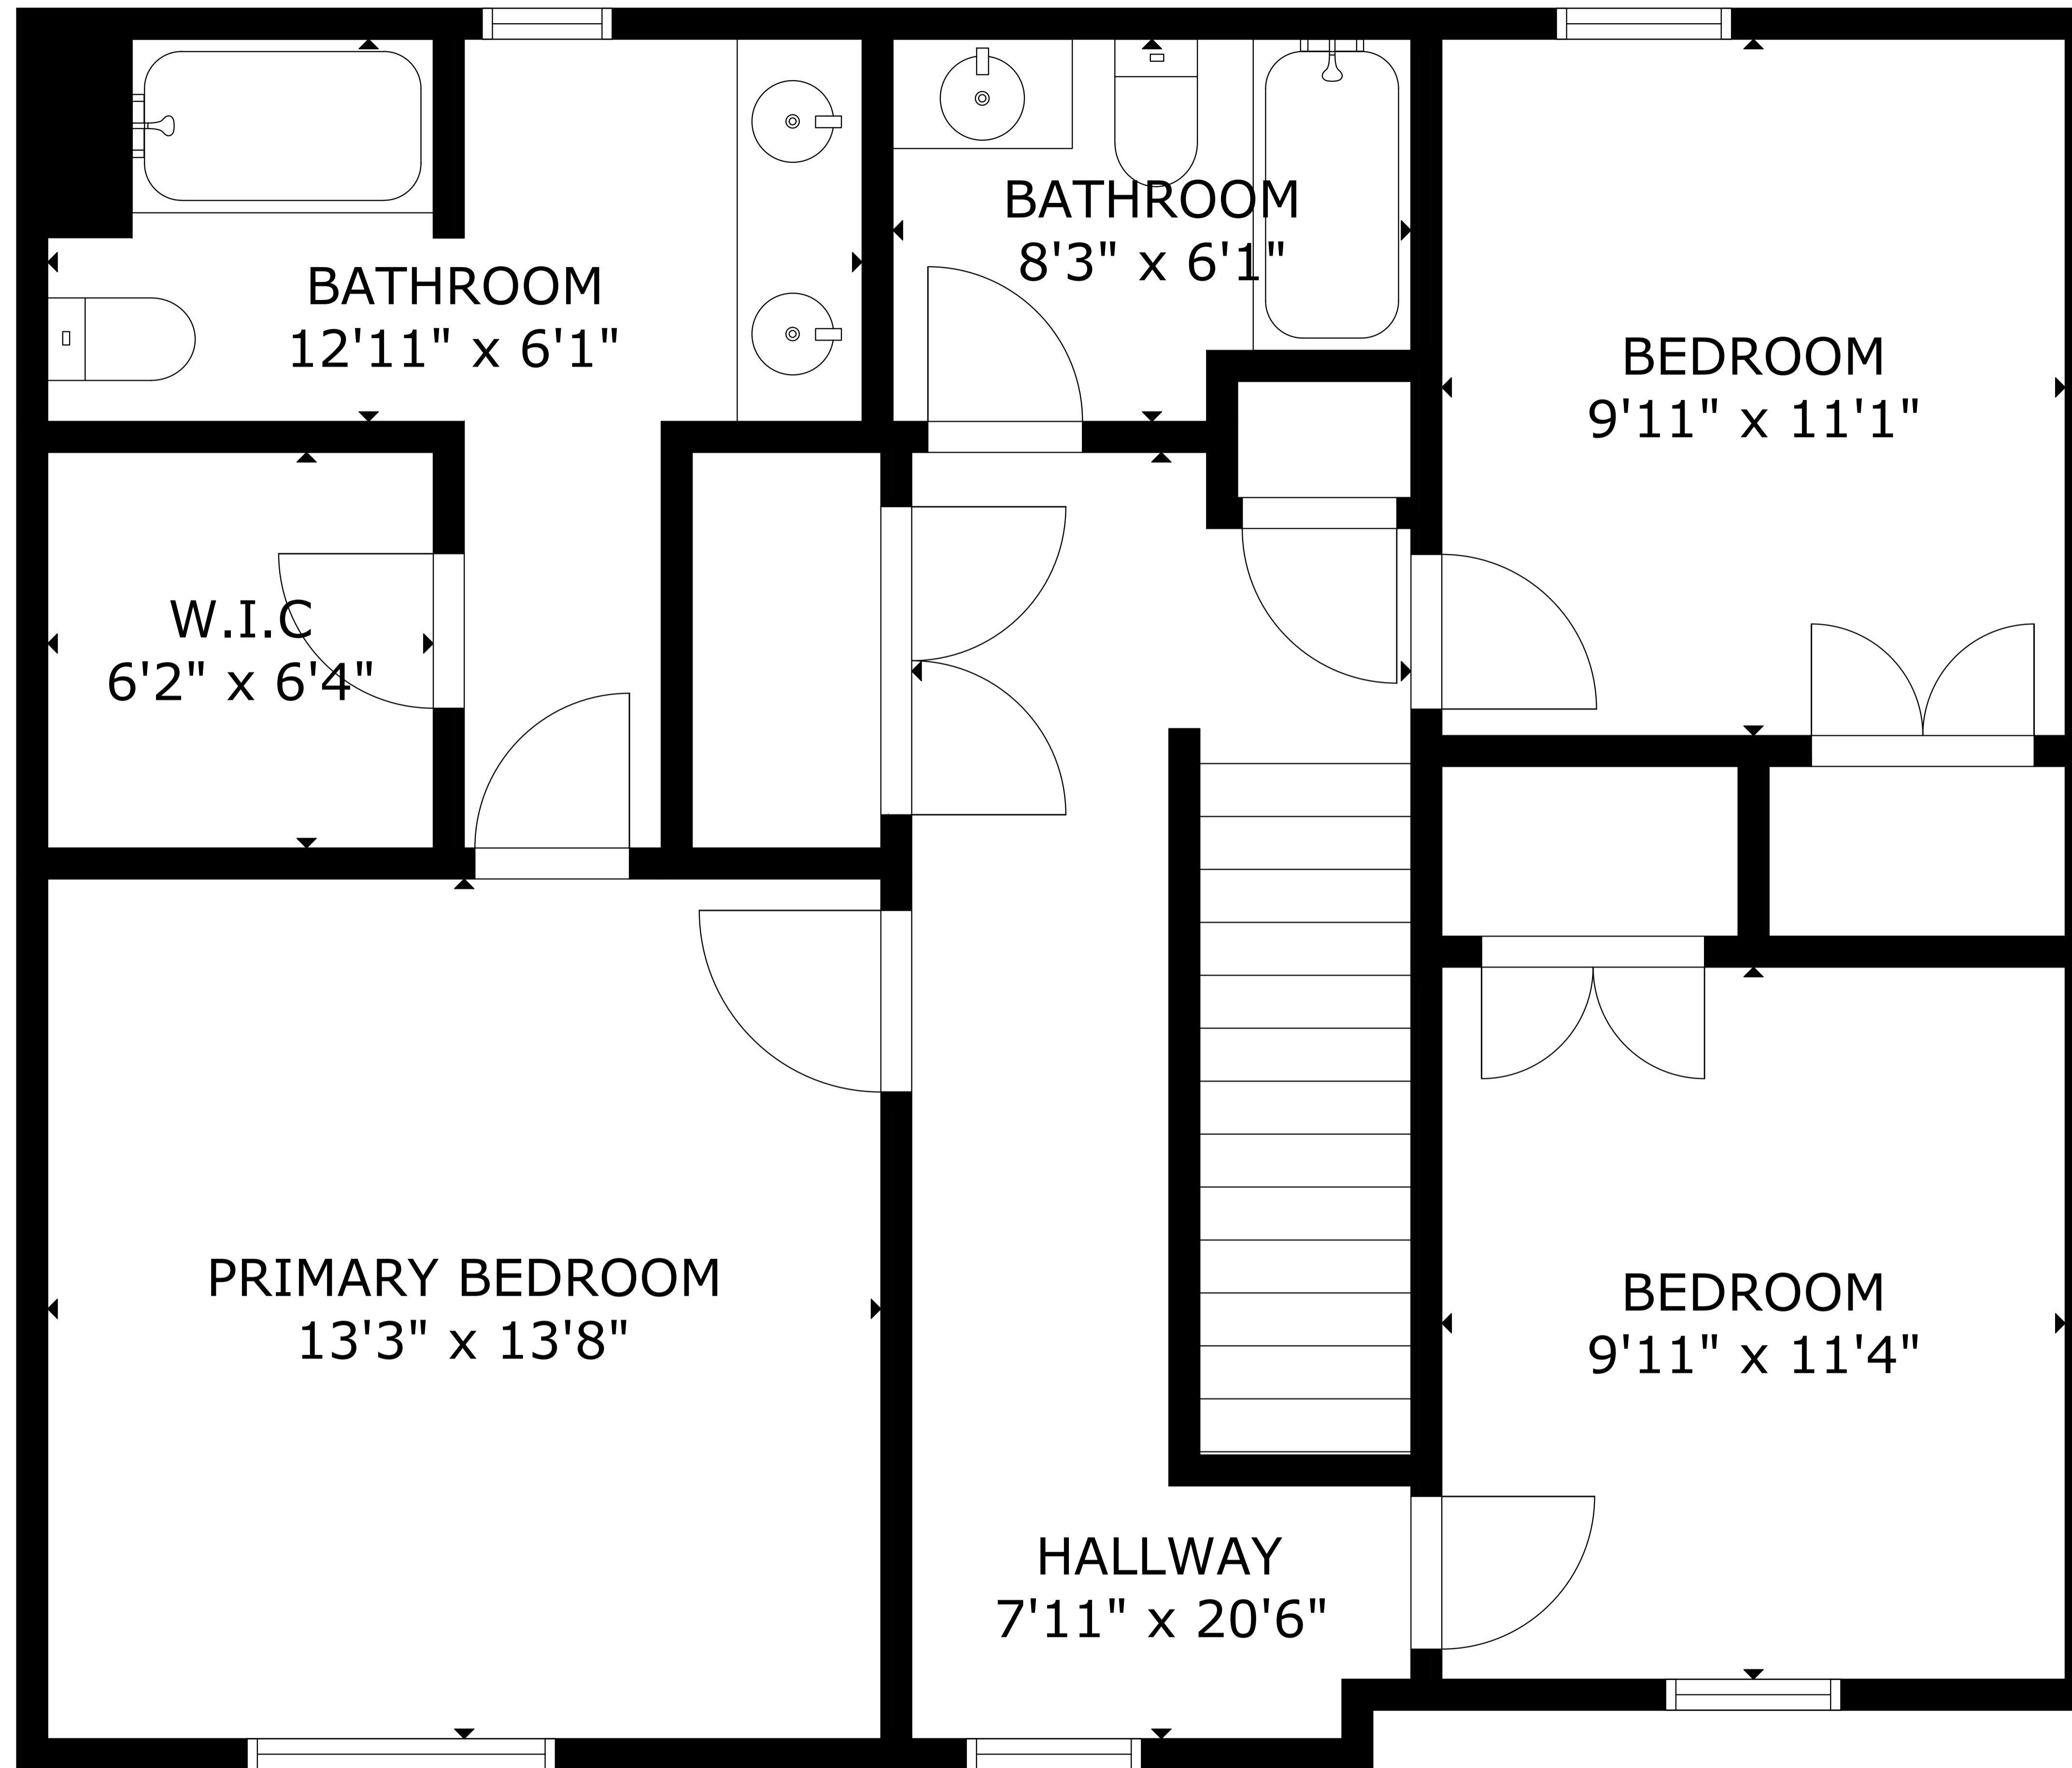 BATHROOM
8'3" x 6'1"
BATHROOM
12'11" x 6'1"
BEDROOM
9'11" x 11'1"
W.I.C
6'2" x 6'4"
PRIMARY BEDROOM
13'3" x 13'8"
BEDROOM
9'11" x 11'4"
HALLWAY
7'11" x 20'6"